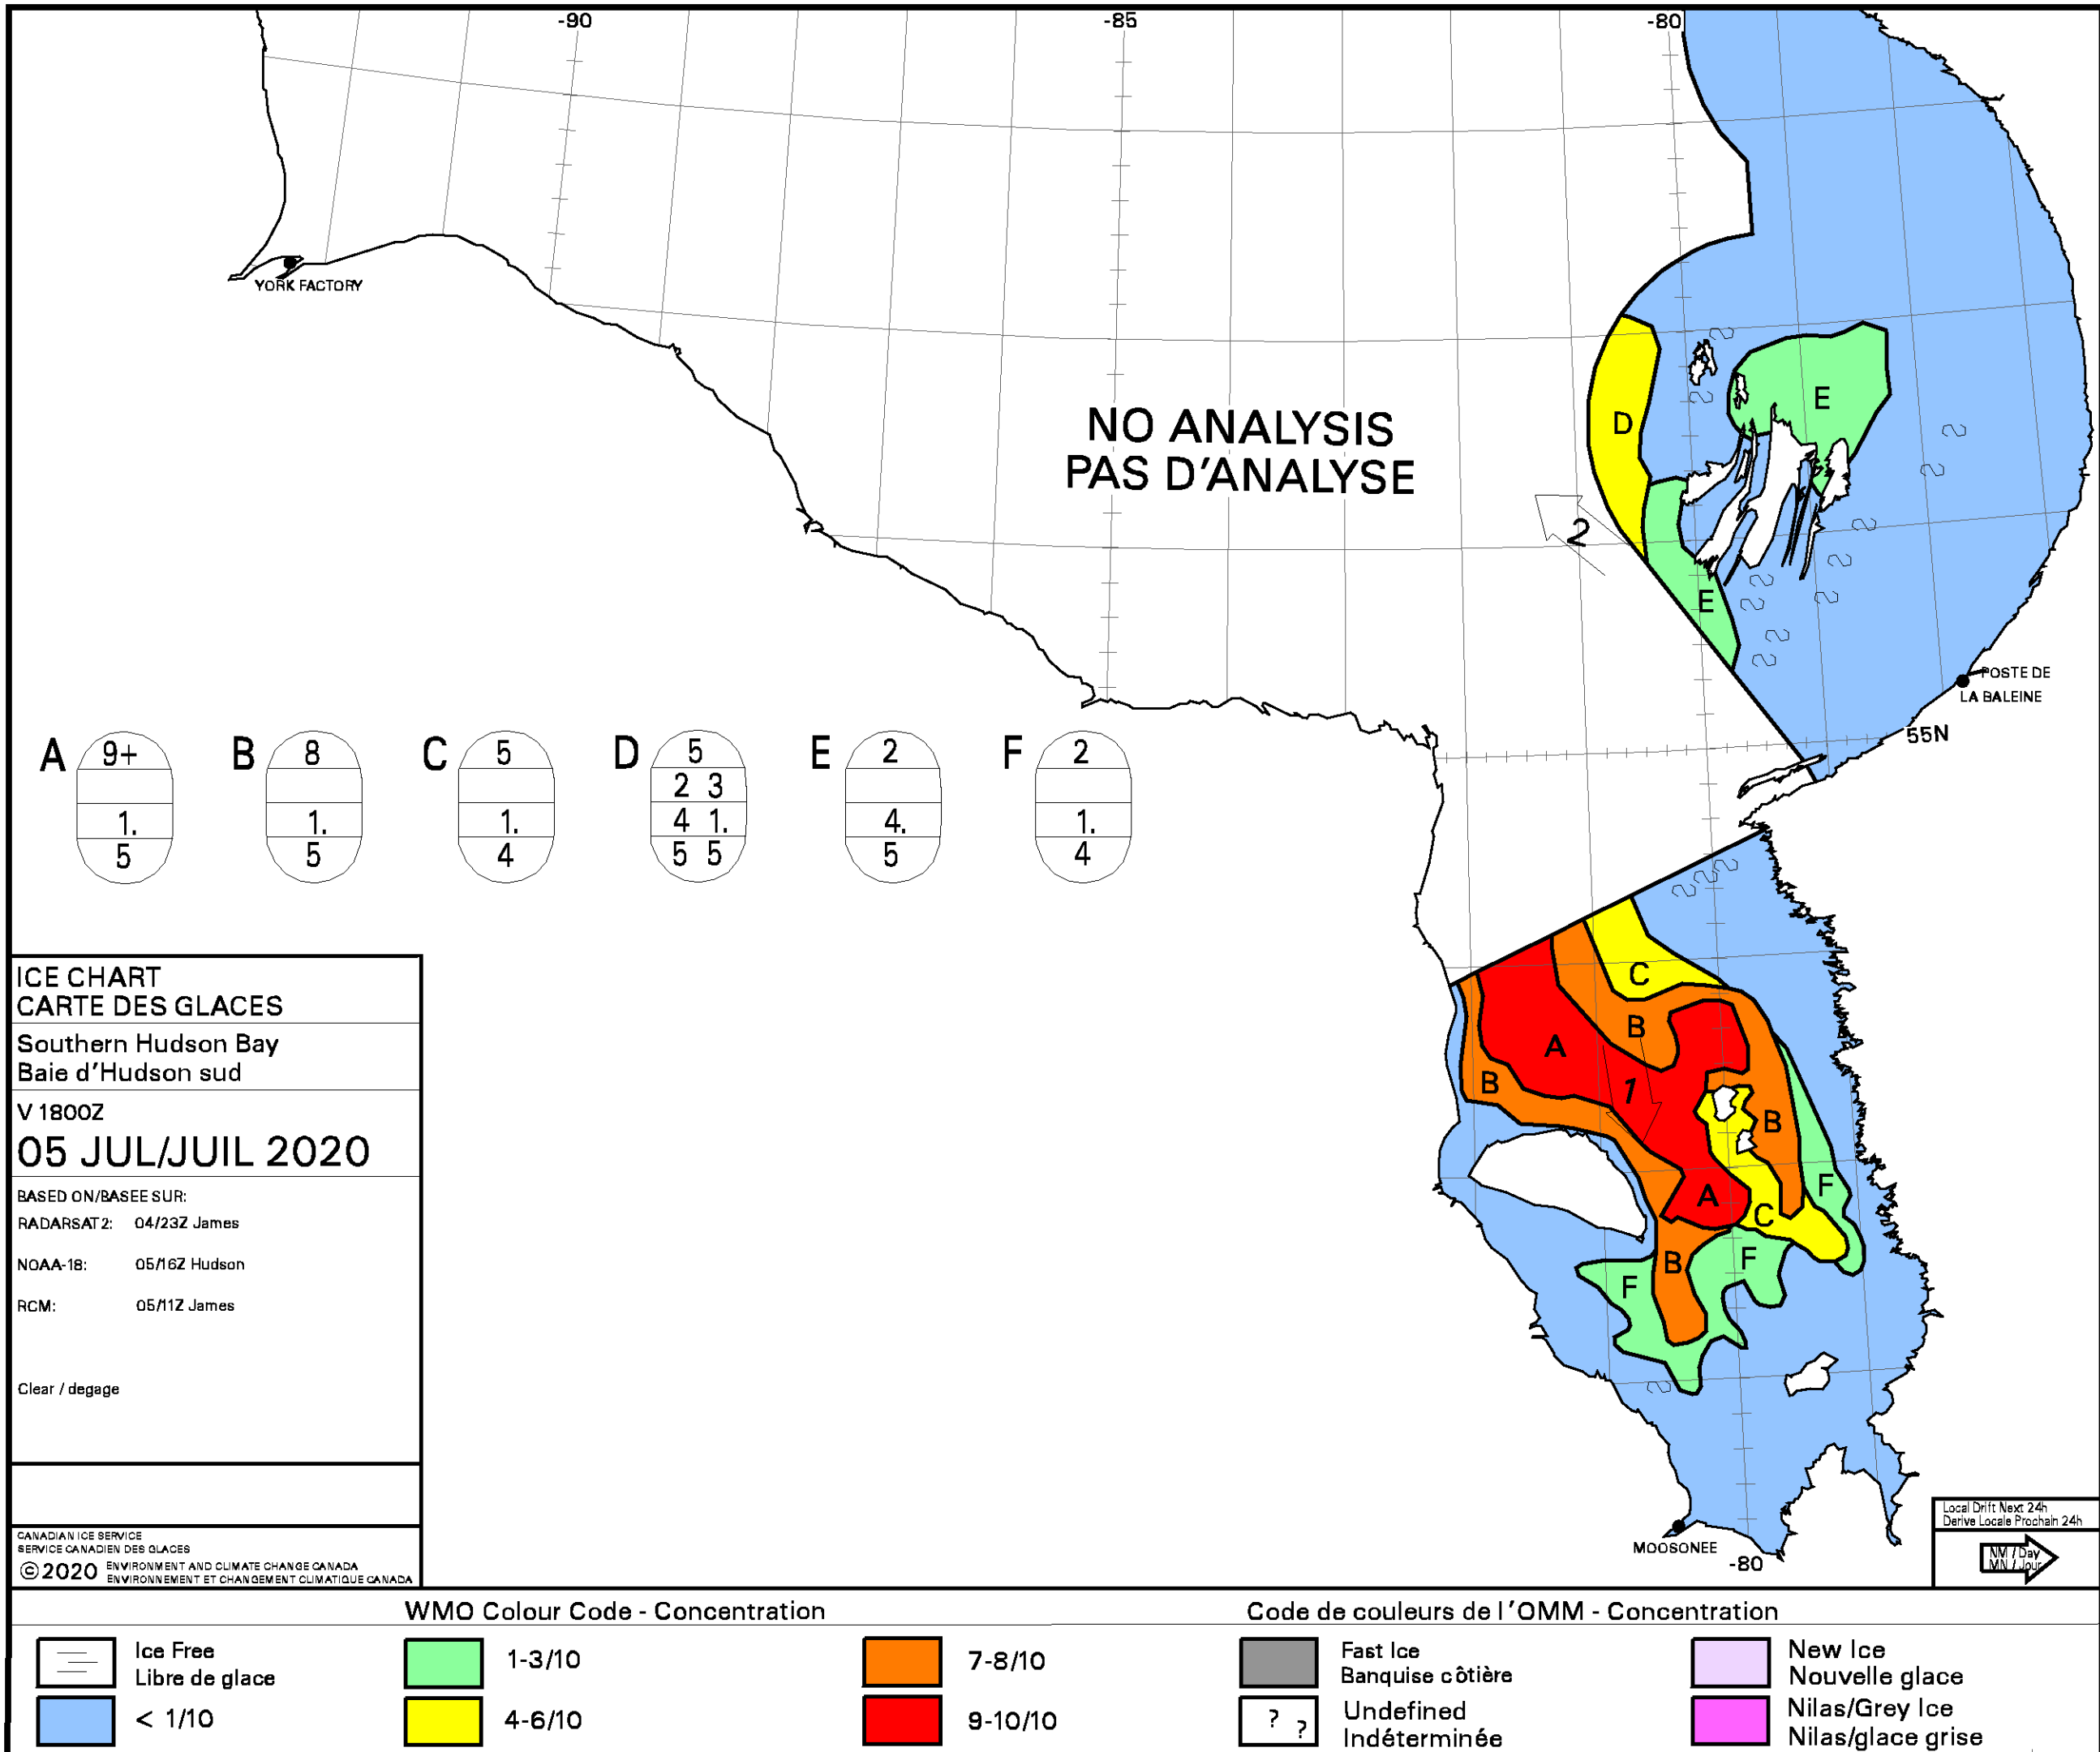 -90
-85
-80
YORK FACTORY
NO ANALYSIS
PAS D'ANALYSE
D
E
2
E
POSTE DE
LA BALEINE
55N
A
9+
1.
5
B
8
1.
5
C
5
1.
4
D
5
2 3
4 1.
5 5
E
2
4.
5
F
2
1.
4
C
B
A
B
1
B
A
F
C
B
F
F
MOOSONEE
-80
ICE CHART
CARTE DES GLACES
Southern Hudson Bay
Baie d'Hudson sud
V 1800Z
05 JUL/JUIL 2020
BASED ON/BASEE SUR:
RADARSAT2: 04/23Z James
NOAA-18: 05/16Z Hudson
RCM: 05/11Z James
Clear / degage
CANADIAN ICE SERVICE
SERVICE CANADIEN DES GLACES
©2020 ENVIRONMENT AND CLIMATE CHANGE CANADA
ENVIRONNEMENT ET CHANGEMENT CLIMATIQUE CANADA
Local Drift Next 24h
Derive Locale Prochain 24h
NM / Day
MN / Jour
WMO Colour Code - Concentration
Code de couleurs de l'OMM - Concentration
Ice Free
Libre de glace
< 1/10
1-3/10
4-6/10
7-8/10
9-10/10
Fast Ice
Banquise côtière
? ?
Undefined
Indéterminée
New Ice
Nouvelle glace
Nilas/Grey Ice
Nilas/glace grise